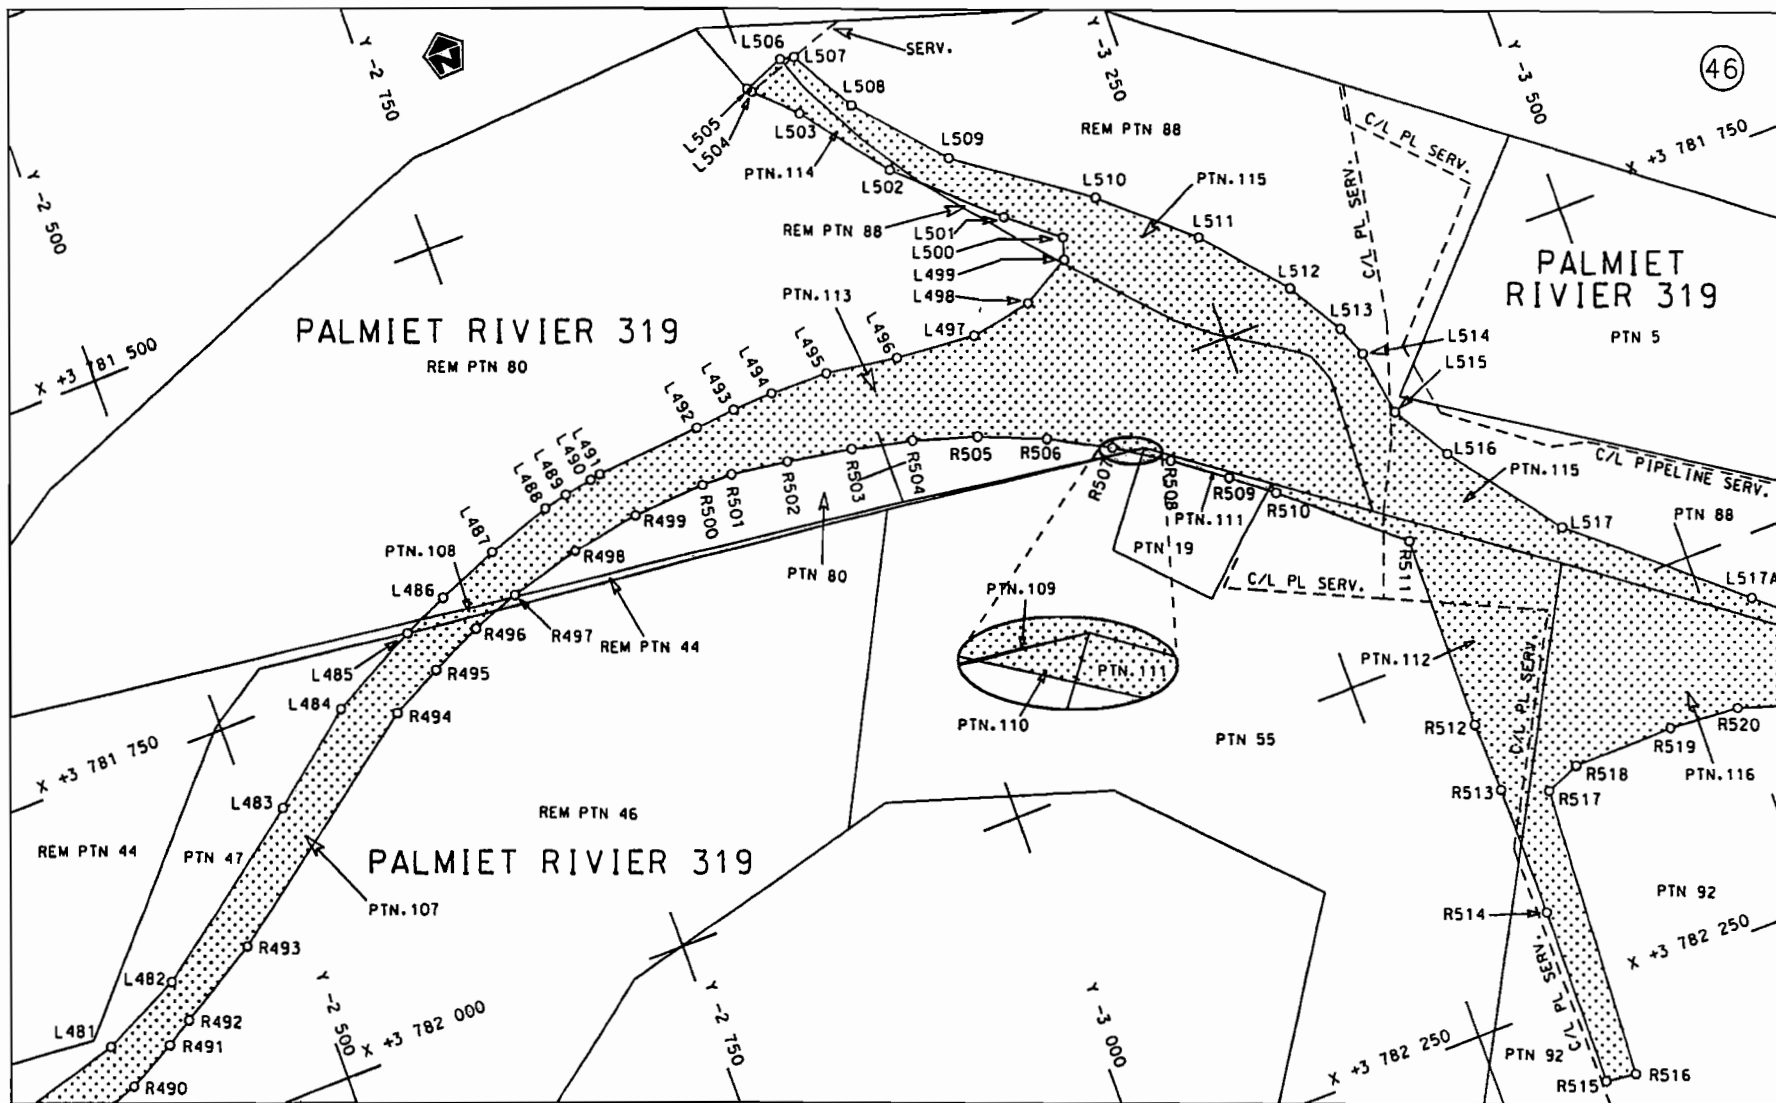 Y -2 750
N
L506
L507
SERV.
Y -3 250
Y -3 500
46
L508
L505
L504
L503
REM PTN 88
C/L PL SERV.
X +3 781 750
Y -2 500
L509
PTN.114
L502
L510
PTN.115
C/L PL SERV.
REM PTN 88
L501
L511
L500
L499
L512
PALMIET
RIVIER 319
PTN 5
PTN.113
L498
L513
PALMIET RIVIER 319
REM PTN 80
L497
L496
L514
L515
X +3 781 500
L495
L494
L493
L492
L491
L490
L489
L488
L516
C/L PIPELINE SERV.
PTN.115
R505
R506
R507
R508
R509
R510
R504
R503
R502
R501
R500
R499
PTN 88
L517
PTN.111
PTN 19
R511
L487
PTN.108
R498
PTN 80
L517A
L486
C/L PL SERV.
PTN.109
R497
REM PTN 44
R496
L485
R495
PTN.111
PTN.112
C/L PL SERV
L484
R494
PTN.110
PTN 55
R512
R519
R520
X +3 781 750
R518
PTN.116
R513
R517
L483
REM PTN 46
REM PTN 44
PTN 47
PALMIET RIVIER 319
PTN 92
PTN.107
R514
R493
X +3 782 250
L482
C/L PL SERV.
Y -2 500
Y -2 750
Y -3 000
R492
L481
X +3 782 000
R491
X +3 782 250
PTN 92
R490
R515
R516